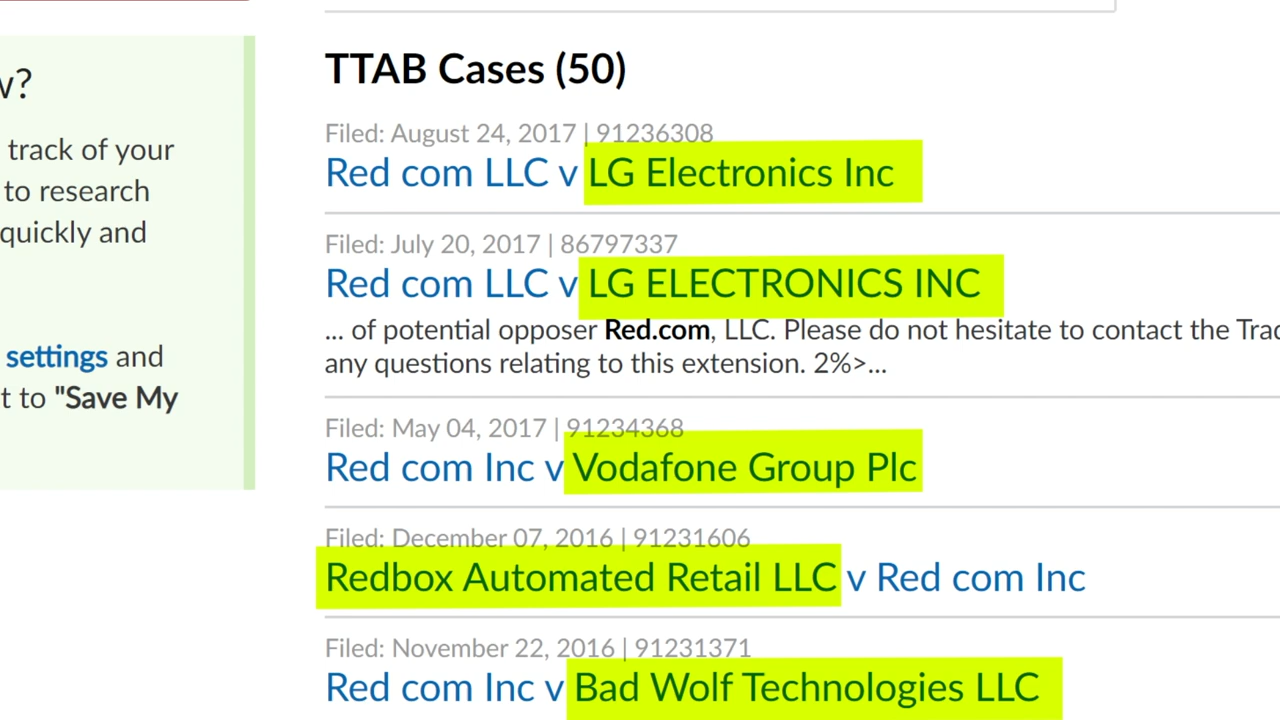 w?
track of your
to research
quickly and
settings and
t to "Save My
TTAB Cases (50)
Filed: August 24, 2017 | 91236308
Red com LLC v LG Electronics Inc
Filed: July 20, 2017 | 86797337
Red com LLC v LG ELECTRONICS INC
... of potential opposer Red.com, LLC. Please do not hesitate to contact the Trad
any questions relating to this extension. 2%>...
Filed: May 04, 2017 | 91234368
Red com Inc v Vodafone Group Plc
Filed: December 07, 2016 | 91231606
Redbox Automated Retail LLC v Red com Inc
Filed: November 22, 2016 | 91231371
Red com Inc v Bad Wolf Technologies LLC